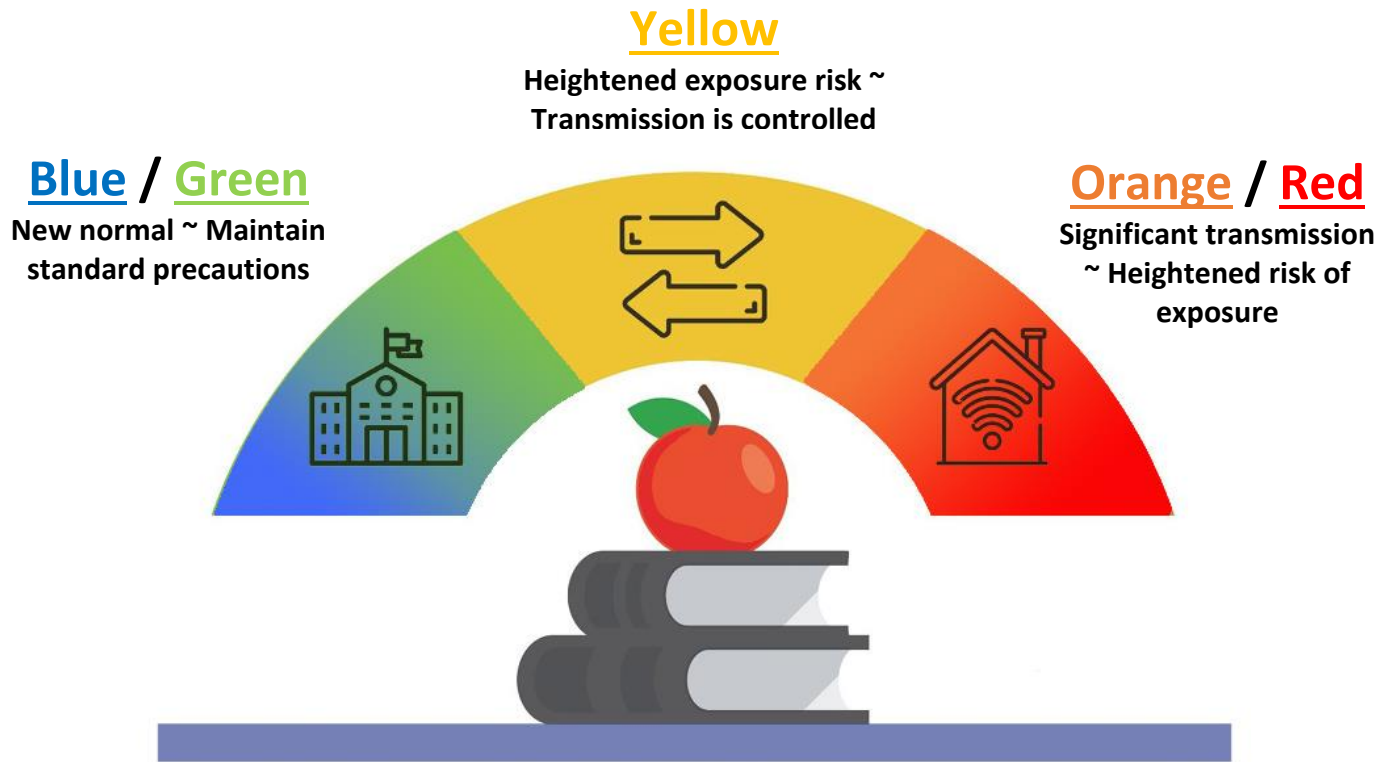 Yellow
Heightened exposure risk ~
Transmission is controlled
Blue / Green
New normal ~ Maintain
standard precautions
Orange / Red
Significant transmission
~ Heightened risk of
exposure